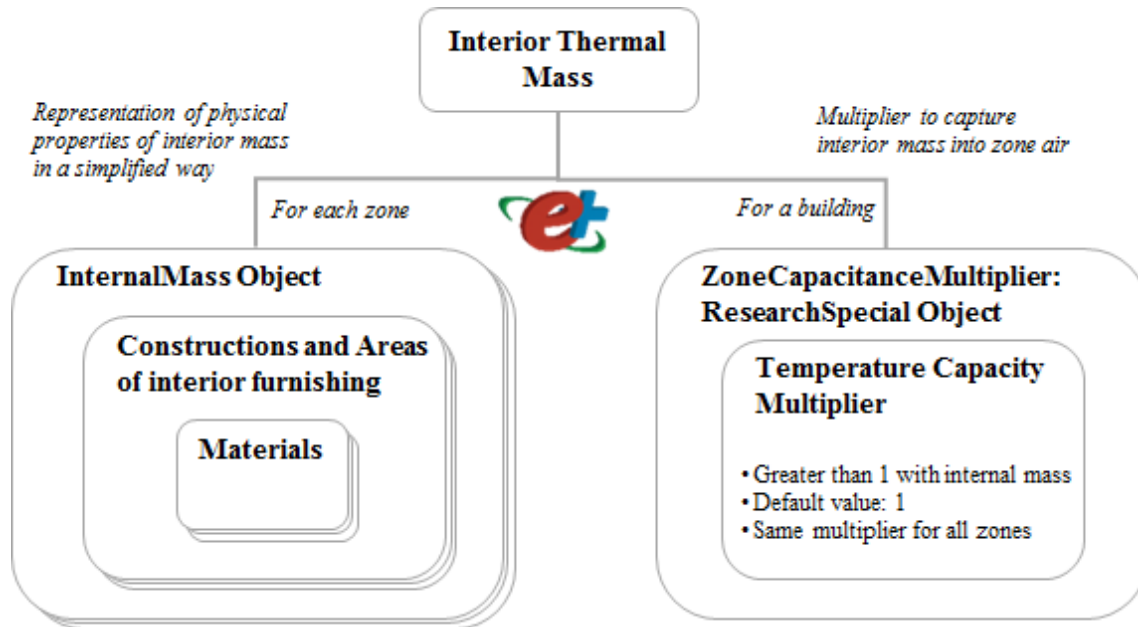 Interior Thermal
Mass
Representation of physical
properties of interior mass
in a simplified way
Multiplier to capture
interior mass into zone air
For each zone
e+
For a building
InternalMass Object
Constructions and Areas
of interior furnishing
Materials
ZoneCapacitanceMultiplier:
ResearchSpecial Object
Temperature Capacity
Multiplier
• Greater than 1 with internal mass
• Default value: 1
• Same multiplier for all zones